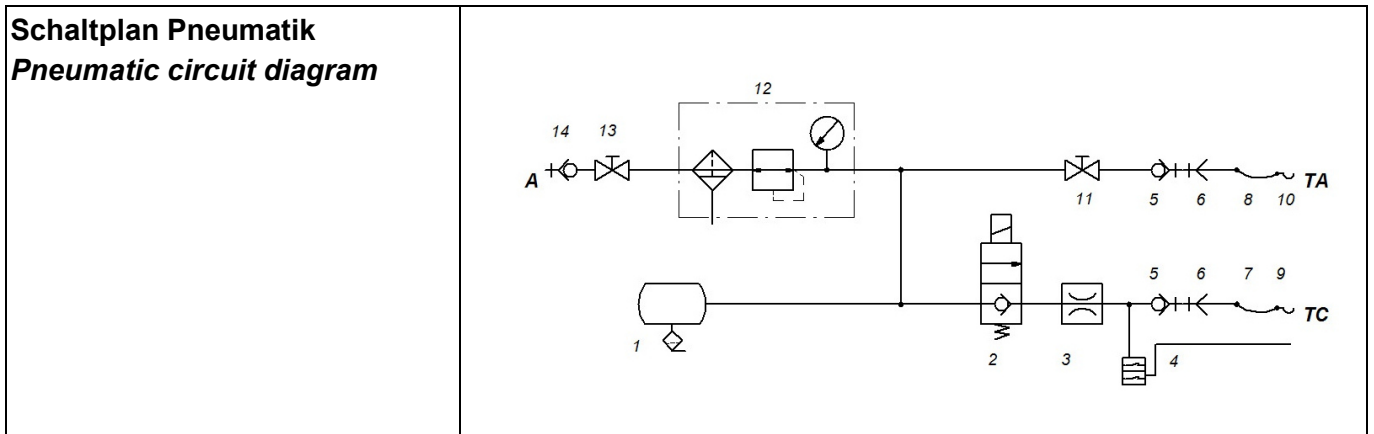 Schaltplan Pneumatik
Pneumatic circuit diagram
12
14 13
A
TA
11 5 6 8 10
5 6 7 9
TC
1 2 3 4